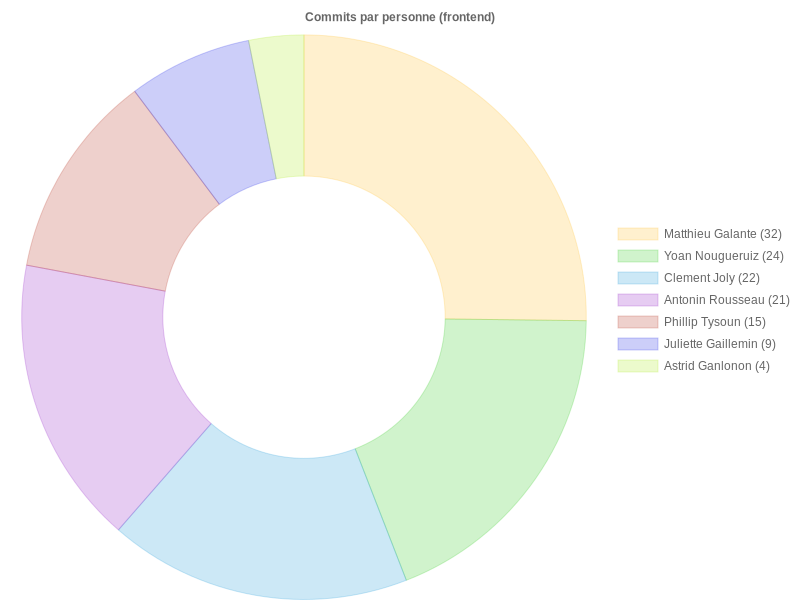 Commits par personne (frontend)
Matthieu Galante (32)
Yoan Nougueruiz (24)
Clement Joly (22)
Antonin Rousseau (21)
Phillip Tysoun (15)
Juliette Gaillemin (9)
Astrid Ganlonon (4)